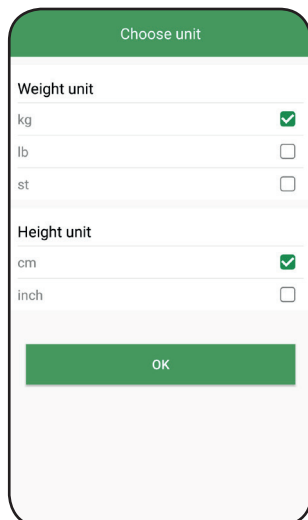 Choose unit
Weight unit
kg
lb
st
Height unit
cm
inch
OK